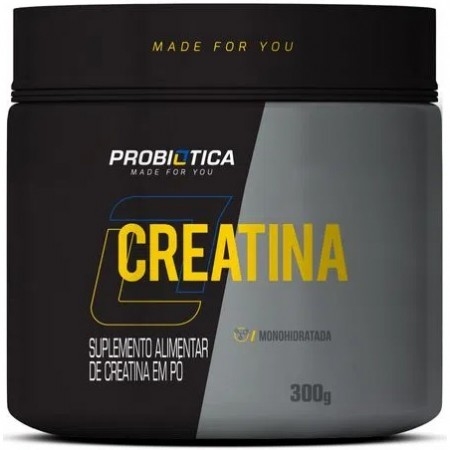 MADE FOR YOU
PROBIOTICA
MADE FOR YOU
CREATINA
MONOHIDRATADA
SUPLEMENTO ALIMENTAR
DE CREATINA EM PÓ
300g